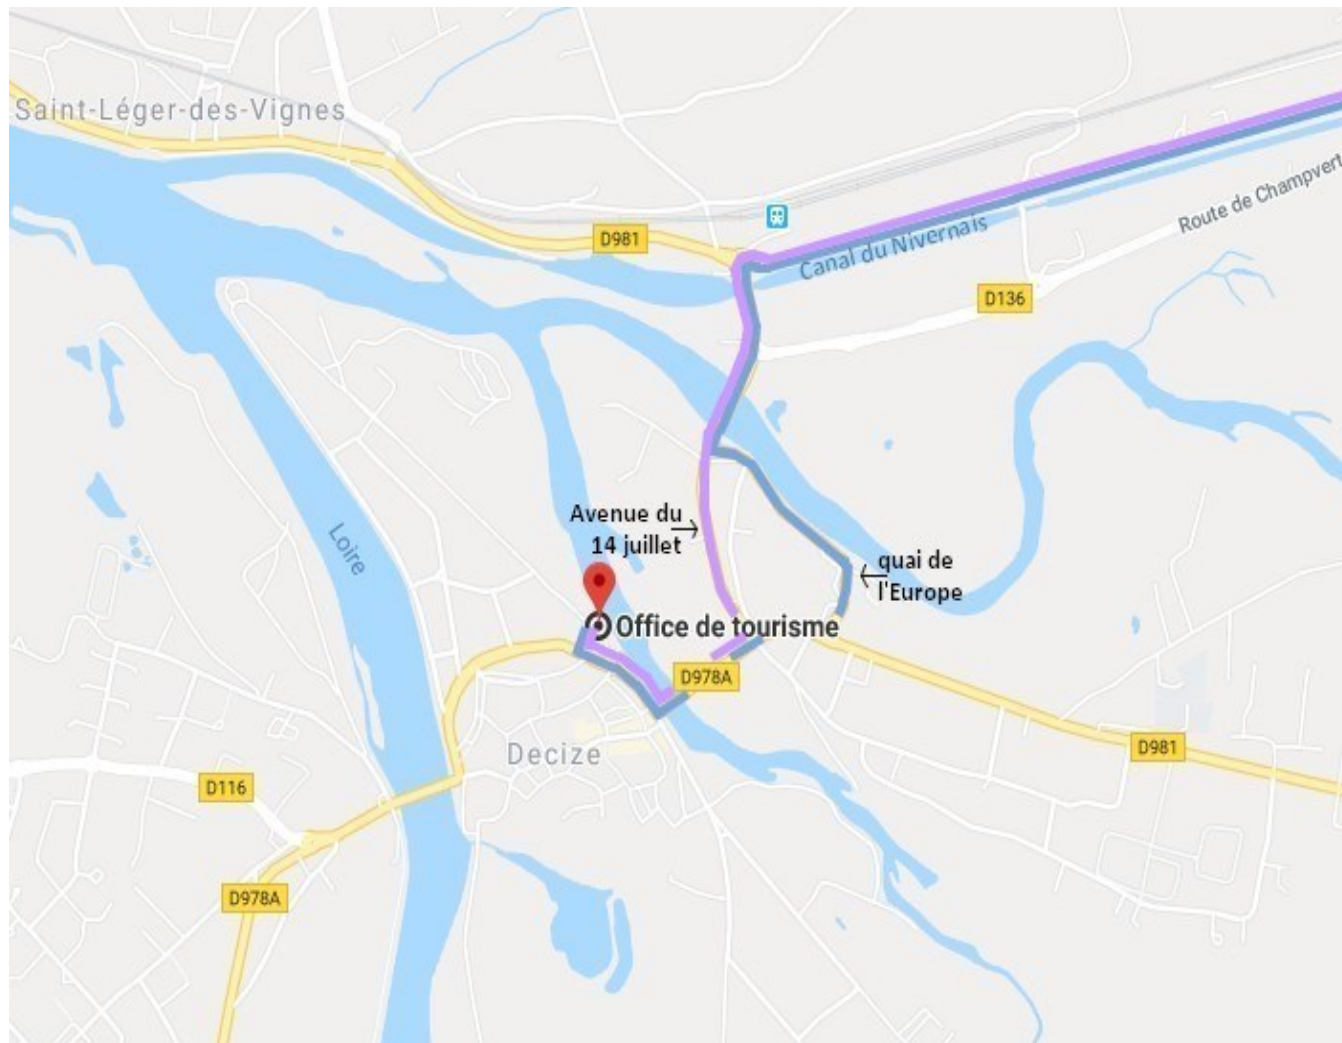 Saint-Léger-des-Vignes
Route de Champvert
D981
Canal du Nivernais
D136
Avenue du
14 juillet
Loire
quai de
l'Europe
Office de tourisme
D978A
Decize
D981
D116
D978A